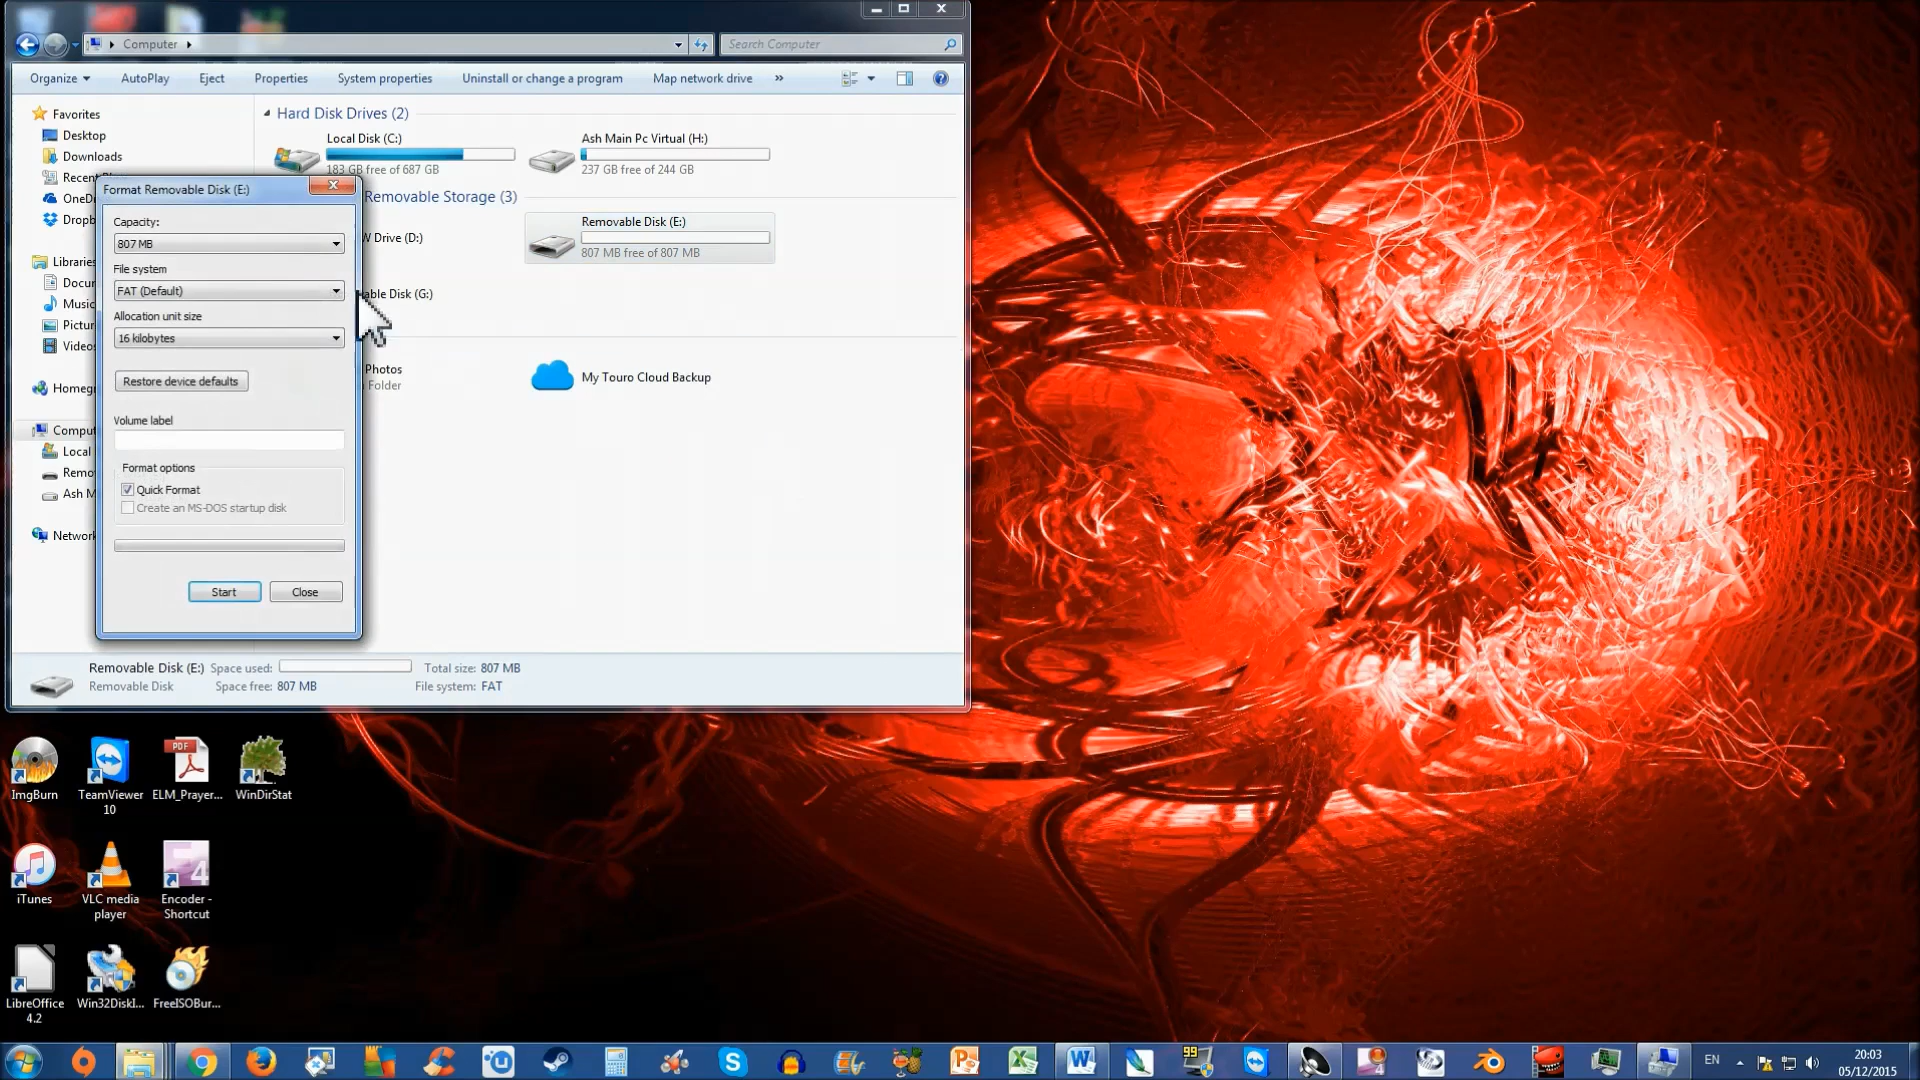 Computer
Search Computer
Organize
AutoPlay
Eject
Properties
System properties
Uninstall or change a program
Map network drive
»
Favorites
Desktop
Downloads
Recent
OneD
Dropb
Libraries
Docu
Music
Pictur
Videos
Homegr
Comput
Local
Remo
Ash M
Network
Hard Disk Drives (2)
Local Disk (C:)
183 GB free of 687 GB
Ash Main Pc Virtual (H:)
237 GB free of 244 GB
Removable Storage (3)
W Drive (D:)
Removable Disk (E:)
807 MB free of 807 MB
able Disk (G:)
Photos
Folder
My Touro Cloud Backup
Format Removable Disk (E:)
Capacity:
807 MB
File system
FAT (Default)
Allocation unit size
16 kilobytes
Restore device defaults
Volume label
Format options
Quick Format
Create an MS-DOS startup disk
Start
Close
Removable Disk (E:)
Space used:
Total size: 807 MB
Removable Disk
Space free: 807 MB
File system: FAT
ImgBurn
TeamViewer
10
PDF
ELM_Prayer...
WinDirStat
iTunes
VLC media
player
4
Encoder -
Shortcut
LibreOffice
4.2
Win32DiskI...
FreeISOBur...
99
EN
20:03
05/12/2015